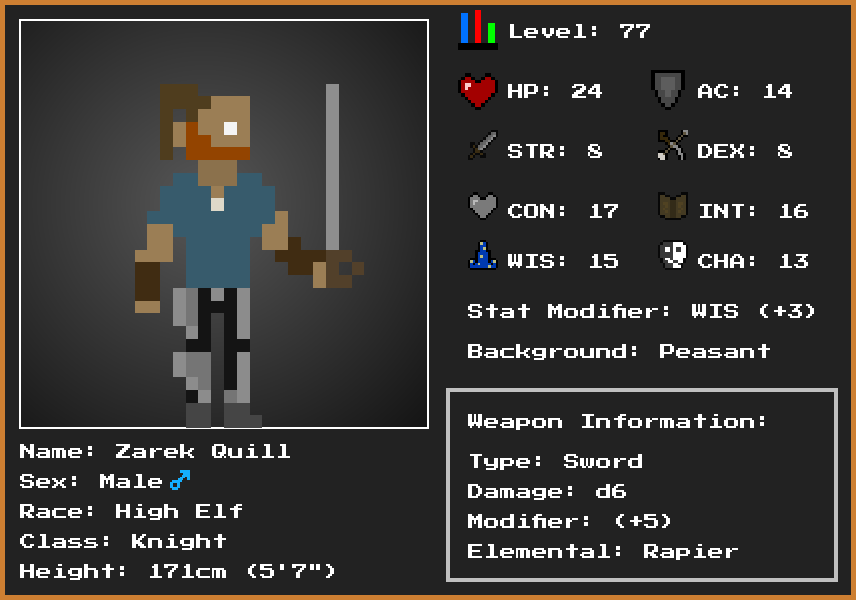 Level: 77
HP: 24
AC: 14
STR: 8
DEX: 8
CON: 17
INT: 16
WIS: 15
CHA: 13
Stat Modifier: WIS (+3)
Background: Peasant
Weapon Information:
Type: Sword
Damage: d6
Modifier: (+5)
Elemental: Rapier
Name: Zarek Quill
Sex: Male♂
Race: High Elf
Class: Knight
Height: 171cm (5'7")